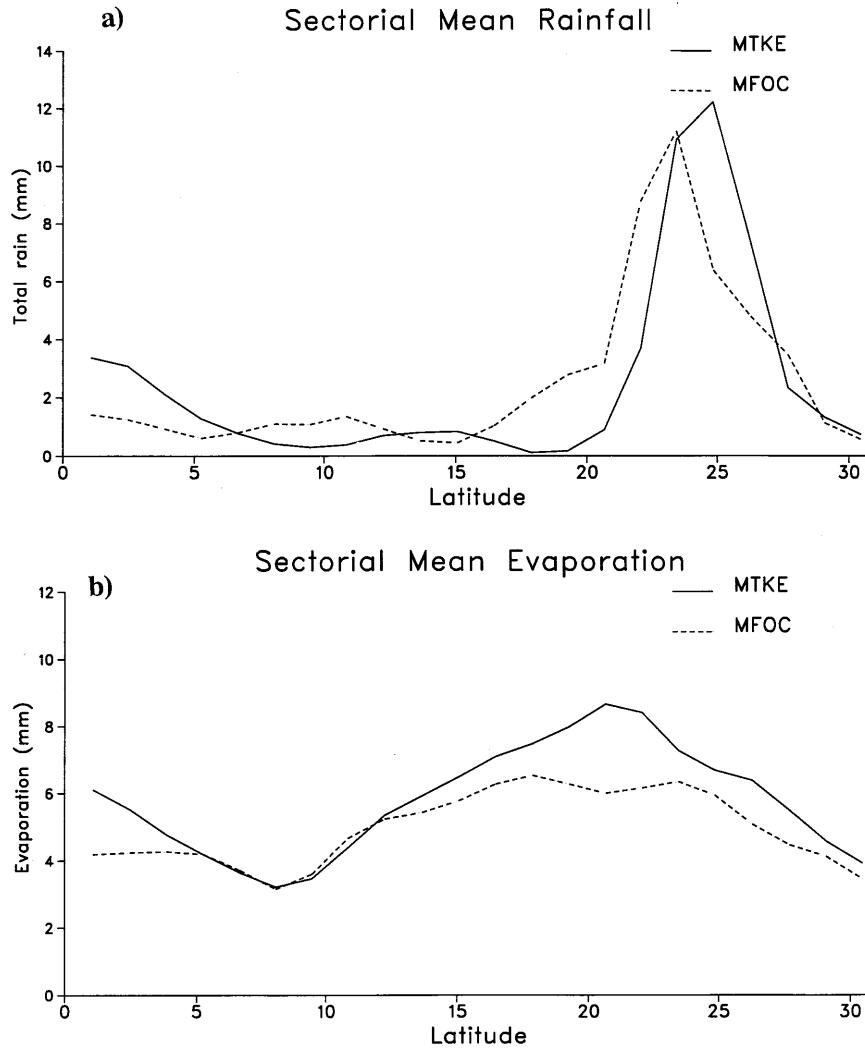 a)
Sectorial Mean Rainfall
MTKE
MFOC
14
12
10
8
6
4
2
0
Total rain (mm)
0 5 10 15 20 25 30
Latitude
b)
Sectorial Mean Evaporation
MTKE
MFOC
12
10
8
6
4
2
0
Evaporation (mm)
0 5 10 15 20 25 30
Latitude